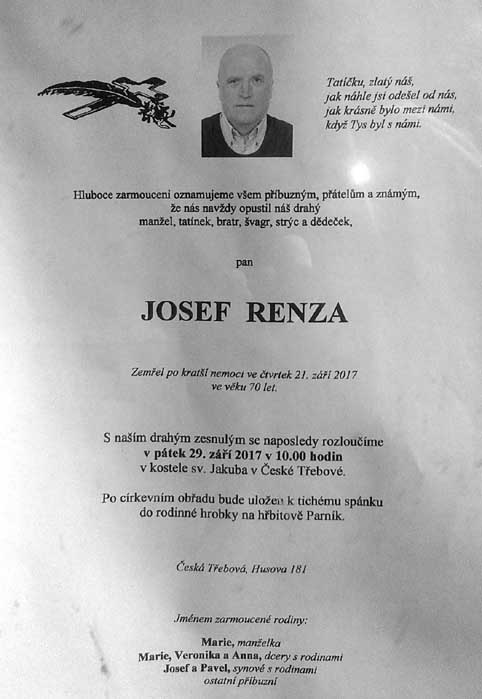 Tatíčku, zlatý náš,
jak náhle jsi odešel od nás,
jak krásně bylo mezi námi,
když Tys byl s námi.
Hluboce zarmouceni oznamujeme všem příbuzným, přátelům a známým,
že nás navždy opustil náš drahý
manžel, tatínek, bratr, švagr, strýc a dědeček,
pan
JOSEF RENZA
Zemřel po kratší nemoci ve čtvrtek 21. září 2017
ve věku 70 let.
S naším drahým zesnulým se naposledy rozloučíme
v pátek 29. září 2017 v 10.00 hodin
v kostele sv. Jakuba v České Třebové.
Po církevním obřadu bude uložen k tichému spánku
do rodinné hrobky na hřbitově Parník.
Česká Třebová, Husova 181
Jménem zarmoucené rodiny:
Marie, manželka
Marie, Veronika a Anna, dcery s rodinami
Josef a Pavel, synové s rodinami
ostatní příbuzní